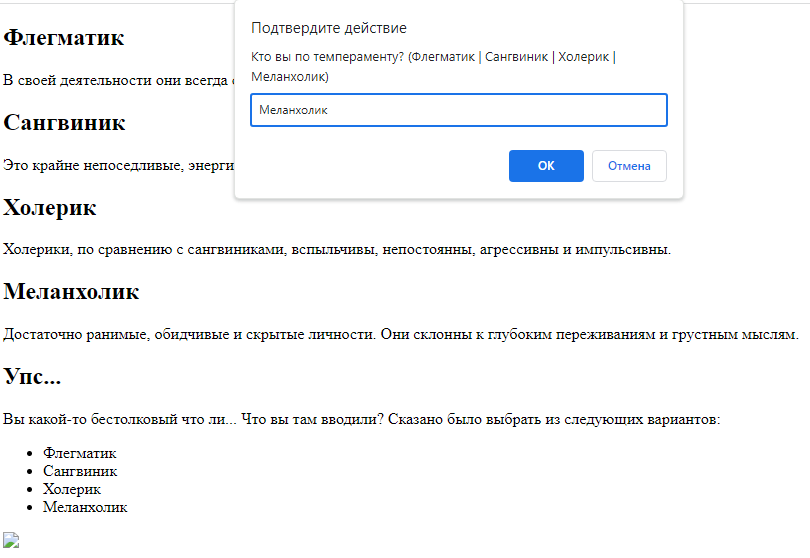 Подтвердите действие
Кто вы по темпераменту? (Флегматик | Сангвиник | Холерик |
Меланхолик)
Меланхолик
ОК
Отмена
Флегматик
В своей деятельности они всегда
Сангвиник
Это крайне непоседливые,
Холерик
Холерики, по сравнению с сангвиниками, вспыльчивы, непостоянны, агрессивны и импульсивны.
Меланхолик
Достаточно ранимые, обидчивые и скрытые личности. Они склонны к глубоким переживаниям и грустным мыслям.
Упс...
Вы какой-то бестолковый что ли... Что вы там вводили? Сказано было выбрать из следующих вариантов:
• Флегматик
• Сангвиник
• Холерик
• Меланхолик